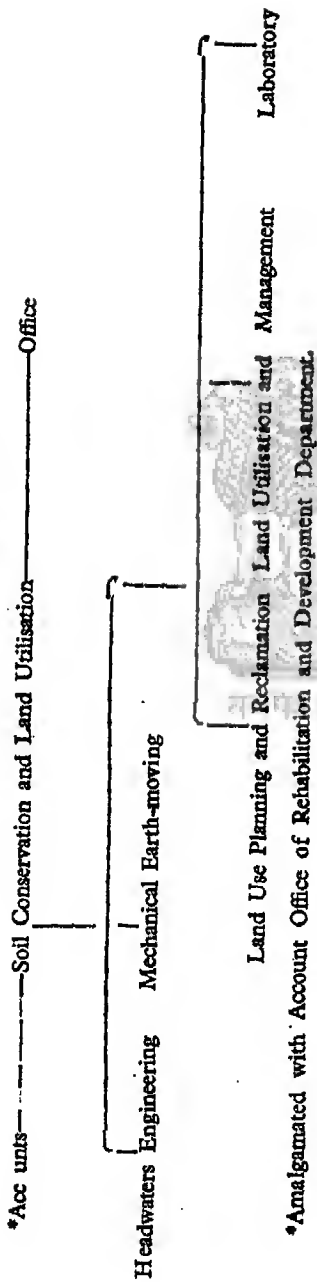 *Acc unts Soil Conservation and Land Utilisation Office
Headwaters Engineering Mechanical Earth-moving
Land Use Planning and Reclamation Land Utilisation and Management Laboratory
*Amalgamated with Account Office of Rehabilitation and Development Department.